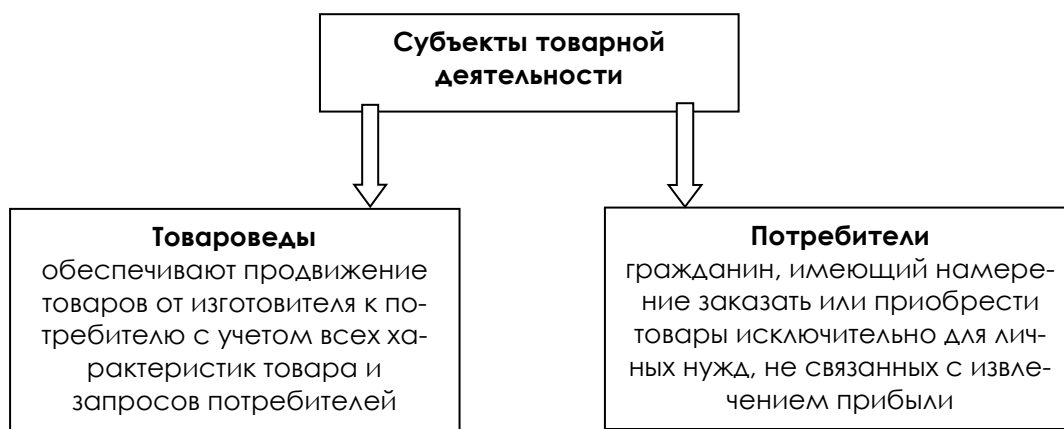 Субъекты товарной
деятельности
Товароведы
обеспечивают продвижение
товаров от изготовителя к по-
требителю с учетом всех ха-
рактеристик товара и
запросов потребителей
Потребители
гражданин, имеющий намере-
ние заказать или приобрести
товары исключительно для лич-
ных нужд, не связанных с извле-
чением прибыли